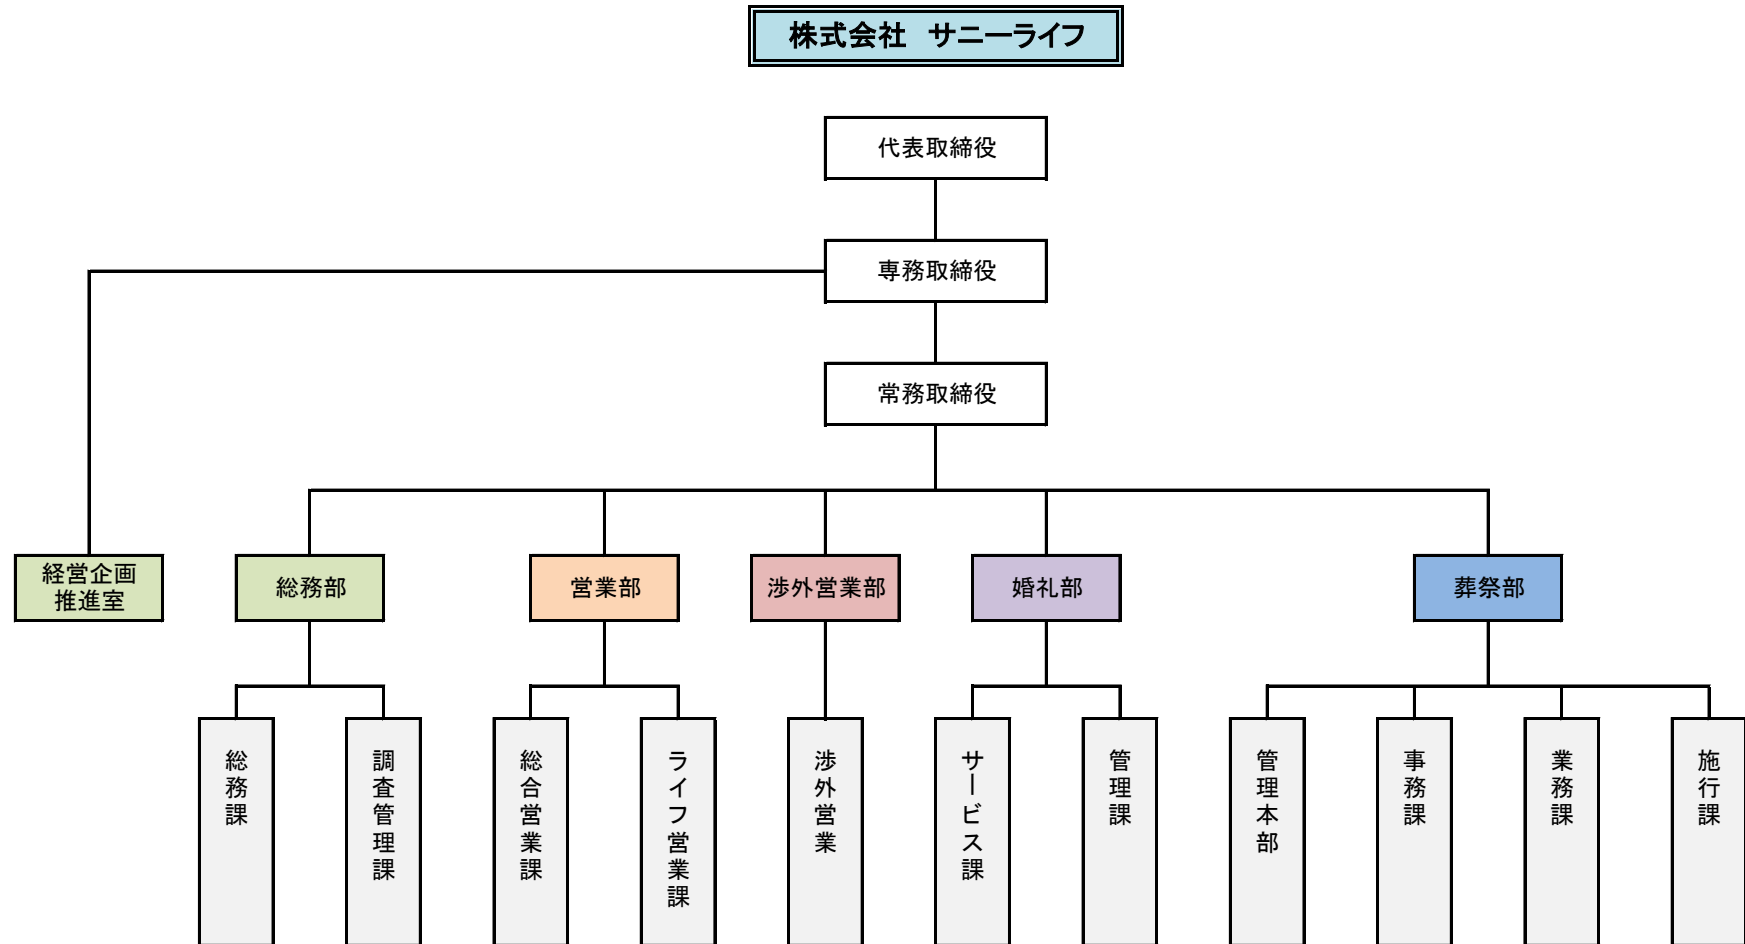 株式会社　サニーライフ
代表取締役
専務取締役
常務取締役
経営企画
推進室
総務部
営業部
渉外営業部
婚礼部
葬祭部
総務課
調査管理課
総合営業課
ライフ営業課
渉外営業
サービス課
管理課
管理本部
事務課
業務課
施行課